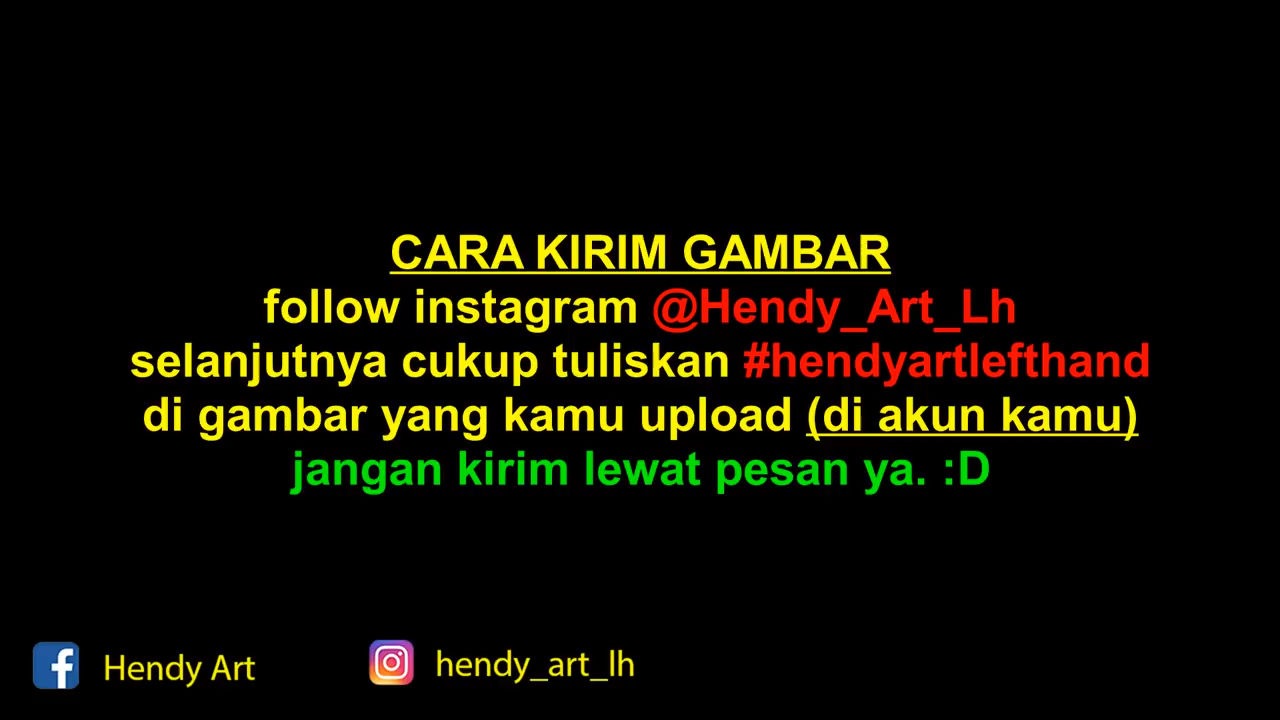 CARA KIRIM GAMBAR
follow instagram @Hendy_Art_Lh
selanjutnya cukup tuliskan #hendyartlefthand
di gambar yang kamu upload (di akun kamu)
jangan kirim lewat pesan ya. :D
Hendy Art
hendy_art_lh